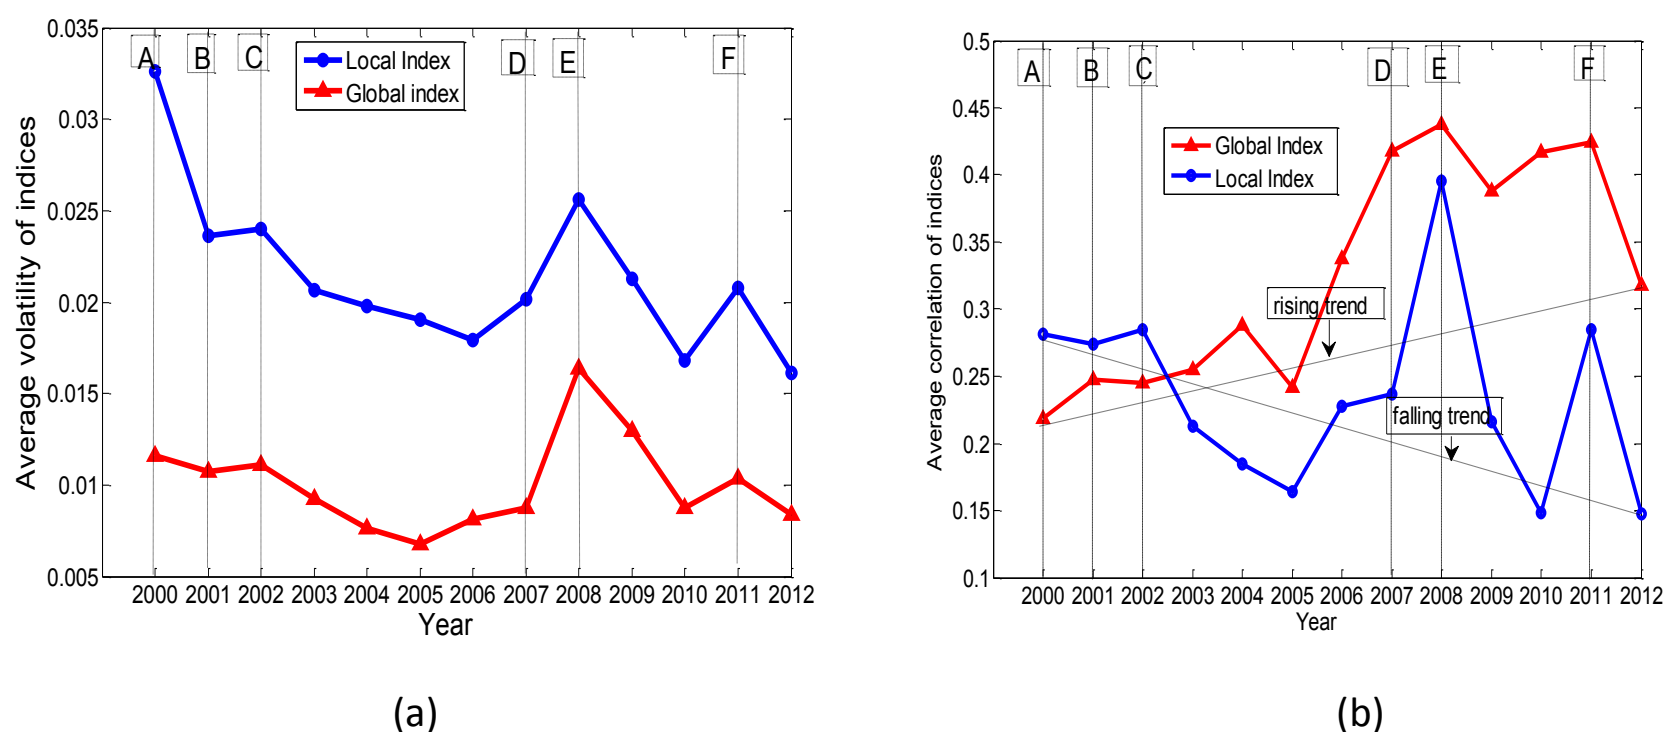 0.035
0.03
0.025
0.02
0.015
0.01
0.005
Average volatility of indices
A
B
C
D
E
F
Local Index
Global index
2000 2001 2002 2003 2004 2005 2006 2007 2008 2009 2010 2011 2012
Year
(a)
0.5
0.45
0.4
0.35
0.3
0.25
0.2
0.15
0.1
Average correlation of indices
A
B
C
D
E
F
Global Index
Local Index
rising trend
falling trend
2000 2001 2002 2003 2004 2005 2006 2007 2008 2009 2010 2011 2012
Year
(b)